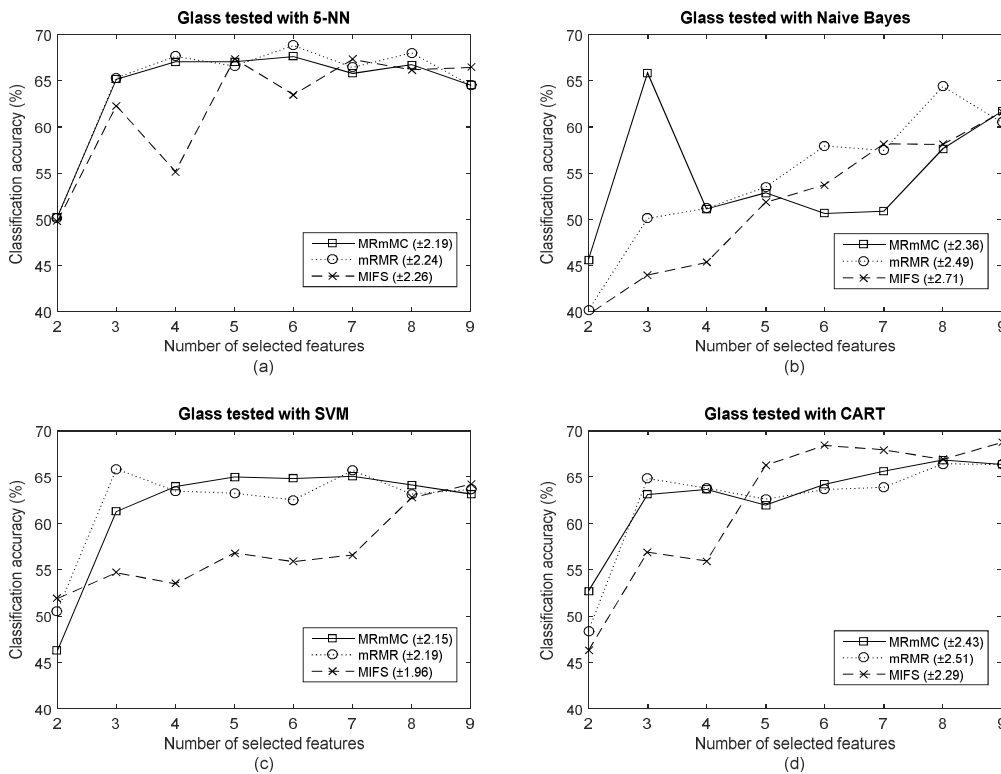 Glass tested with 5-NN
Classification accuracy (%)
70
65
60
55
50
45
40
2 3 4 5 6 7 8 9
MRmMC (±2.19)
mRMR (±2.24)
MIFS (±2.26)
Number of selected features
(a)
Glass tested with Naive Bayes
Classification accuracy (%)
70
65
60
55
50
45
40
2 3 4 5 6 7 8 9
MRmMC (±2.36)
mRMR (±2.49)
MIFS (±2.71)
Number of selected features
(b)
Glass tested with SVM
Classification accuracy (%)
70
65
60
55
50
45
40
2 3 4 5 6 7 8 9
MRmMC (±2.15)
mRMR (±2.19)
MIFS (±1.96)
Number of selected features
(c)
Glass tested with CART
Classification accuracy (%)
70
65
60
55
50
45
40
2 3 4 5 6 7 8 9
MRmMC (±2.43)
mRMR (±2.51)
MIFS (±2.29)
Number of selected features
(d)